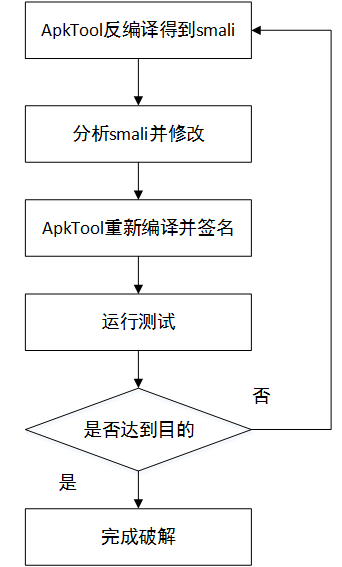 ApkTool反编译得到smali
分析smali并修改
ApkTool重新编译并签名
运行测试
是否达到目的
否
是
完成破解